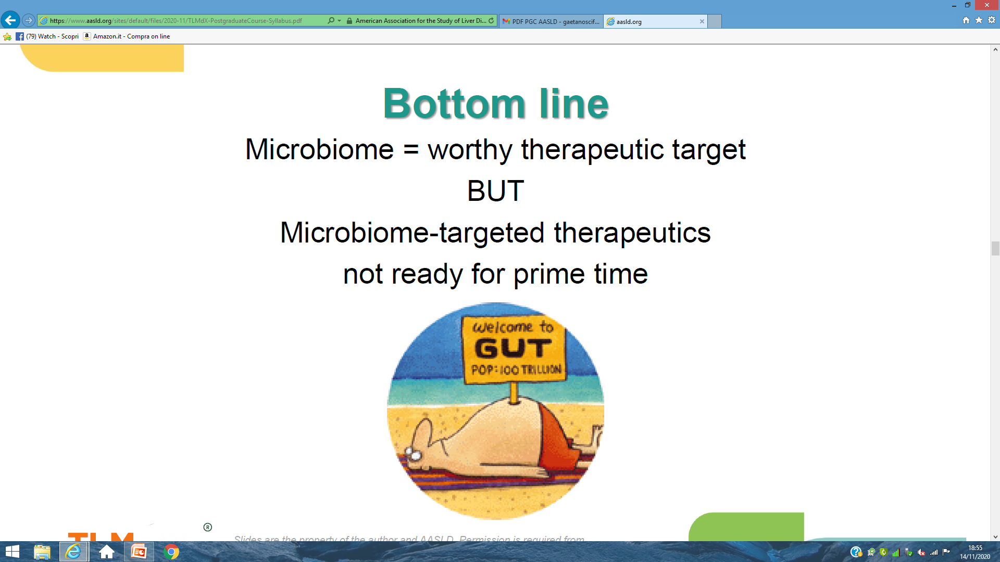 https://www.aasld.org/sites/default/files/2020-11/TLMdX-PostgraduateCourse-Syllabus.pdf
American Association for the Study of Liver Di...
PDF PGC AASLD - gaetanoscif...
aasld.org
(79) Watch - Scopri
Amazon.it - Compra on line
Bottom line
Microbiome = worthy therapeutic target
BUT
Microbiome-targeted therapeutics
not ready for prime time
Welcome to
GUT
POP: 100 TRILLION
TLM
®
Slides are the property of the author and AASLD. Permission is required from
18:55
14/11/2020